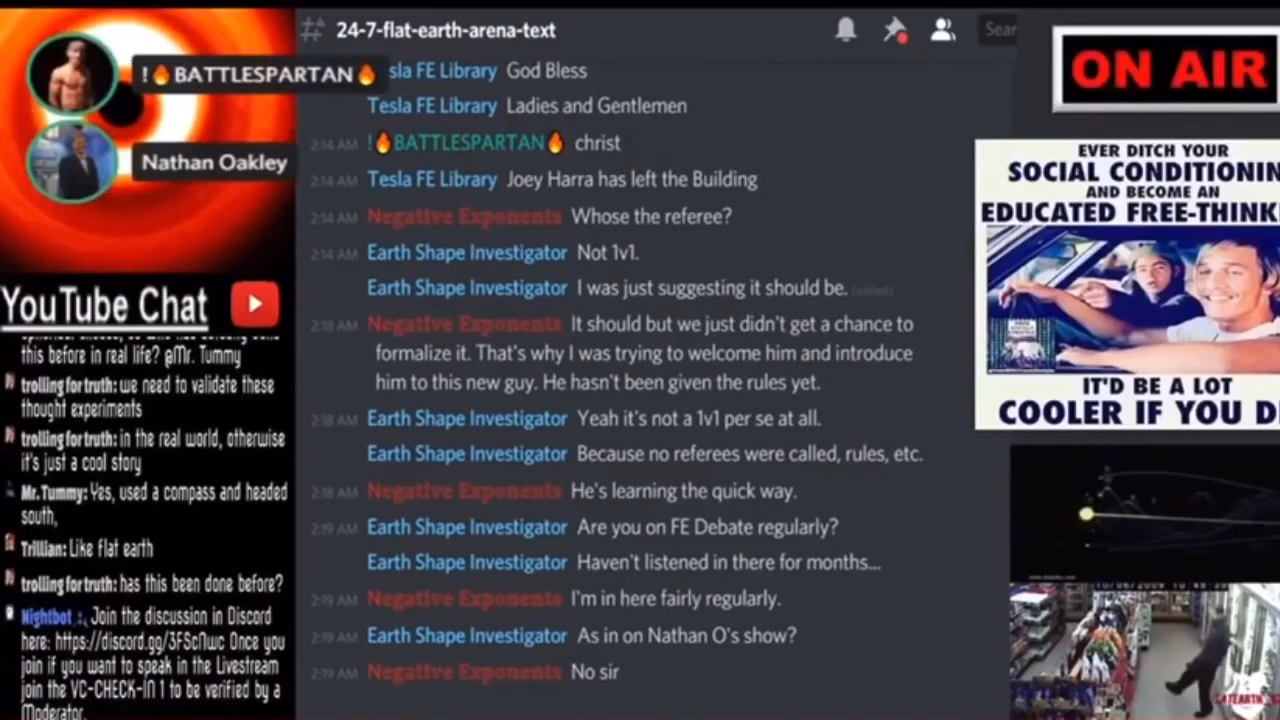 24-7-flat-earth-arena-text
Sear
! 🔥BATTLESPARTAN🔥
Nathan Oakley
sla FE Library God Bless
Tesla FE Library Ladies and Gentlemen
2:14 AM !🔥BATTLESPARTAN🔥 christ
2:14 AM Tesla FE Library Joey Harra has left the Building
2:14 AM Negative Exponents Whose the referee?
2:14 AM Earth Shape Investigator Not 1v1.
Earth Shape Investigator I was just suggesting it should be. (edited)
2:18 AM Negative Exponents It should but we just didn't get a chance to
formalize it. That's why I was trying to welcome him and introduce
him to this new guy. He hasn't been given the rules yet.
2:18 AM Earth Shape Investigator Yeah it's not a 1v1 per se at all.
Earth Shape Investigator Because no referees were called, rules, etc.
2:18 AM Negative Exponents He's learning the quick way.
2:19 AM Earth Shape Investigator Are you on FE Debate regularly?
Earth Shape Investigator Haven't listened in there for months...
2:19 AM Negative Exponents I'm in here fairly regularly.
2:19 AM Earth Shape Investigator As in on Nathan O's show?
2:19 AM Negative Exponents No sir
YouTube Chat
this before in real life? @Mr. Tummy
trolling for truth: we need to validate these
thought experiments
trolling for truth: in the real world, otherwise
it's just a cool story
Mr. Tummy: Yes, used a compass and headed
south,
Trillian: Like flat earth
trolling for truth: has this been done before?
Nightbot: Join the discussion in Discord
here: https://discord.gg/3FScNwc Once you
join if you want to speak in the Livestream
join the VC-CHECK-IN 1 to be verified by a
Moderator.
ON AIR
EVER DITCH YOUR
SOCIAL CONDITIONIN
AND BECOME AN
EDUCATED FREE-THINK
IT'D BE A LOT
COOLER IF YOU D